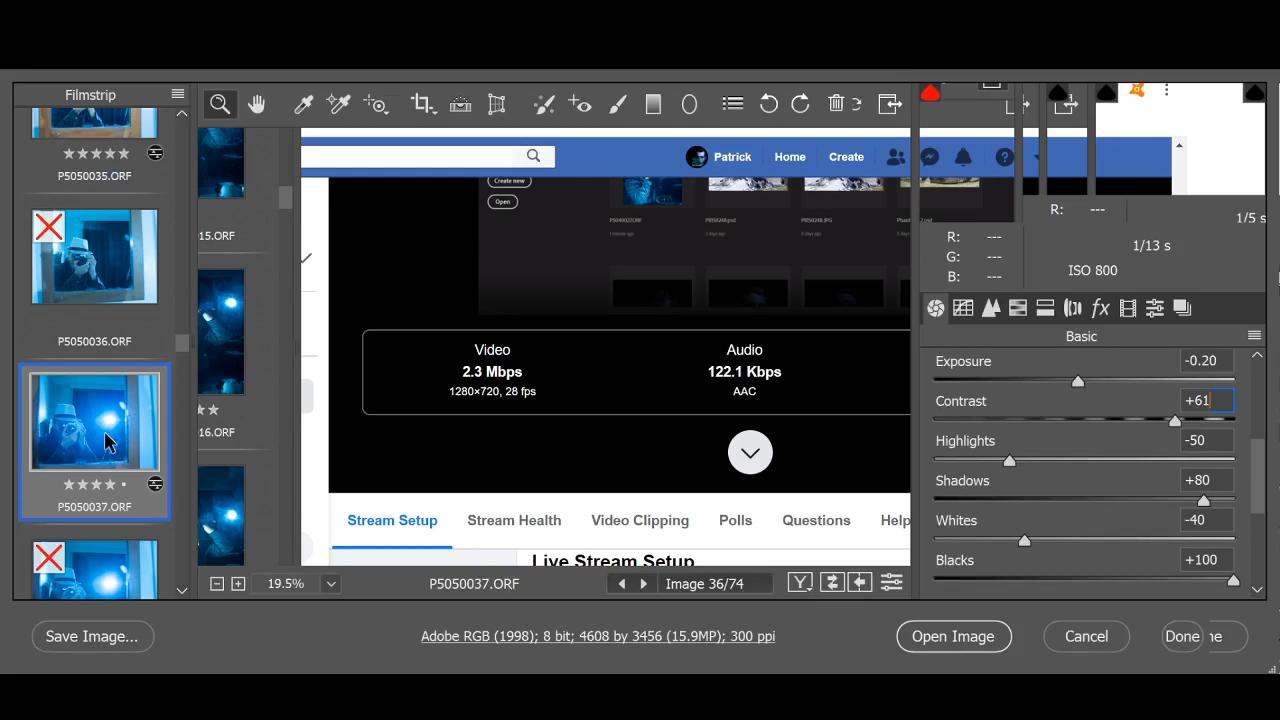 Filmstrip
P5050035.ORF
P5050036.ORF
P5050037.ORF
15.ORF
16.ORF
Patrick Home Create
Create new
Open
Video
2.3 Mbps
1280×720, 28 fps
Audio
122.1 Kbps
AAC
Stream Setup Stream Health Video Clipping Polls Questions Help
Live Stream Setup
19.5% P5050037.ORF Image 36/74 Y
R: ---
1/5 s
R: ---
G: ---
B: ---
1/13 s
ISO 800
fx
Basic
Exposure -0.20
Contrast +61
Highlights -50
Shadows +80
Whites -40
Blacks +100
Save Image...
Adobe RGB (1998); 8 bit; 4608 by 3456 (15.9MP); 300 ppi
Open Image Cancel Done ne